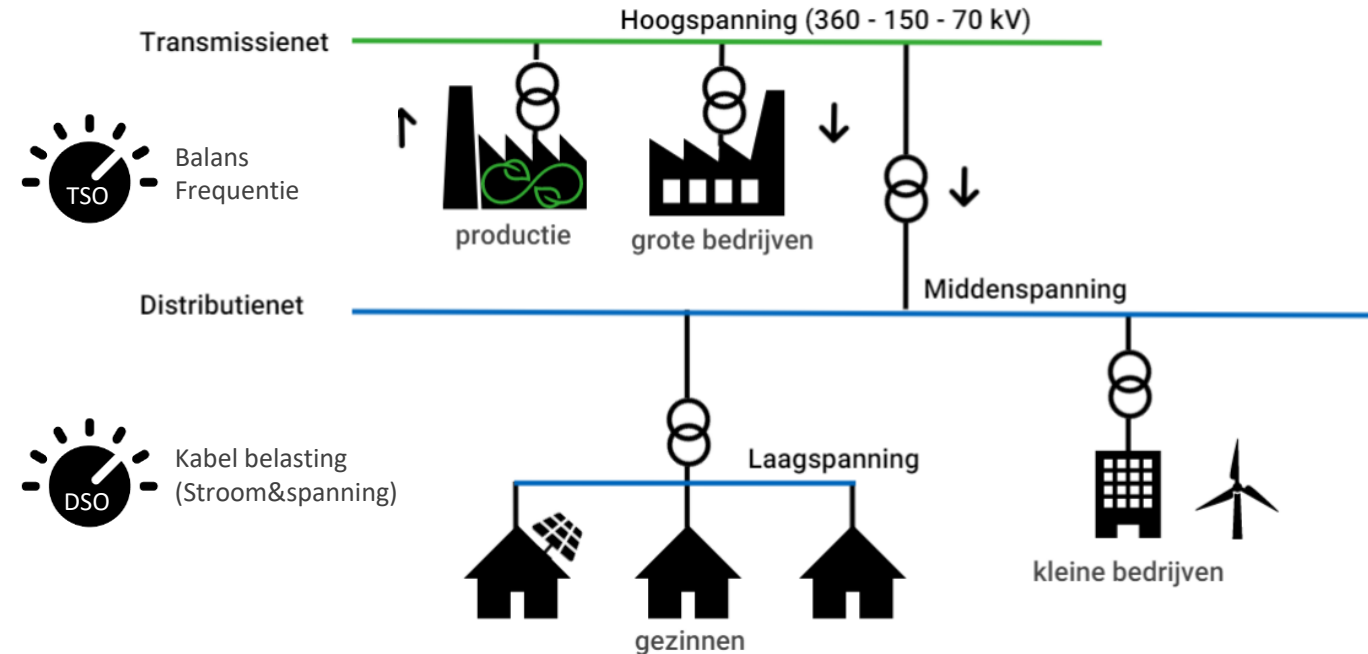 Hoogspanning (360 - 150 - 70 kV)
Transmissienet
TSO
Balans
Frequentie
productie
grote bedrijven
Middenspanning
Distributienet
DSO
Kabel belasting
(Stroom&spanning)
Laagspanning
kleine bedrijven
gezinnen